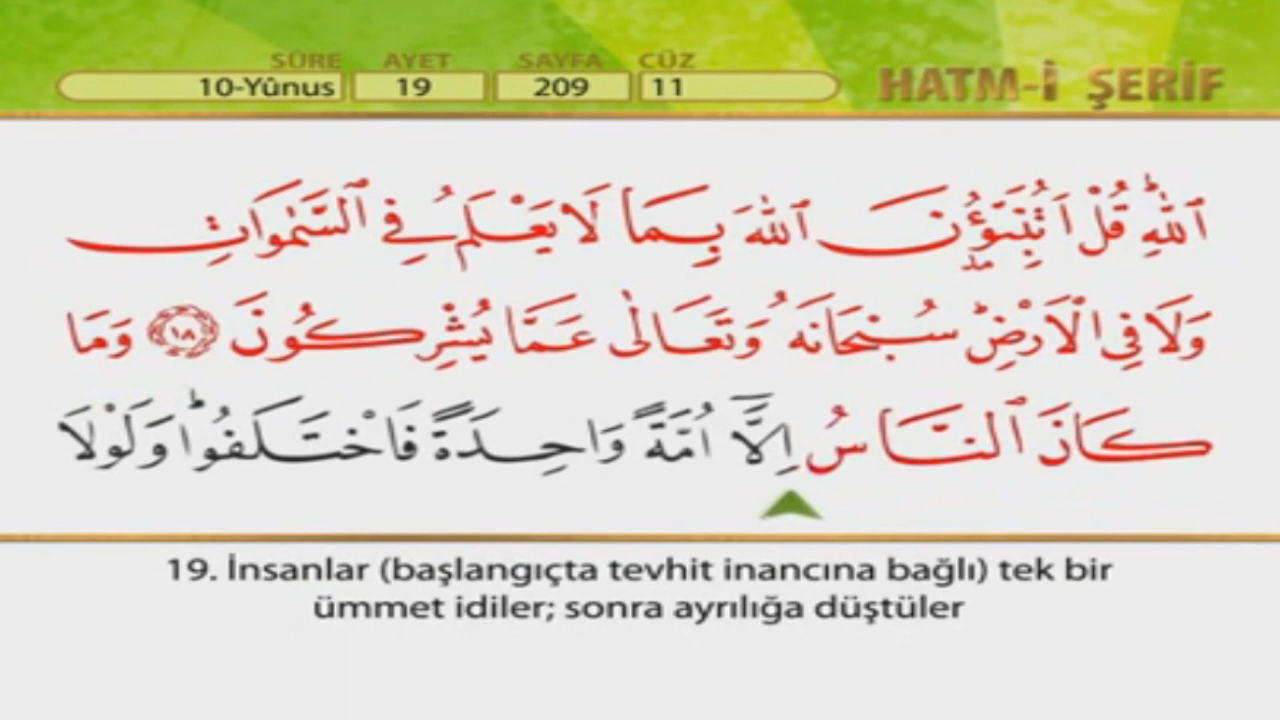 SÛRE AYET SAYFA CÜZ
10-Yûnus 19 209 11
HATM-İ ŞERİF
اللّٰهِۜ قُلْ اَتُنَبِّؤُ۫نَ اللّٰهَ بِمَا لَا يَعْلَمُ فِي السَّمٰوَاتِ
وَلَا فِي الْاَرْضِۜ سُبْحَانَهُ وَتَعَالٰى عَمَّا يُشْرِكُونَ ﴿١٨﴾ وَمَا
كَانَ النَّاسُ اِلَّٓا اُمَّةً وَاحِدَةً فَاخْتَلَفُواۜ وَلَوْلَا
19. İnsanlar (başlangıçta tevhit inancına bağlı) tek bir
ümmet idiler; sonra ayrılığa düştüler